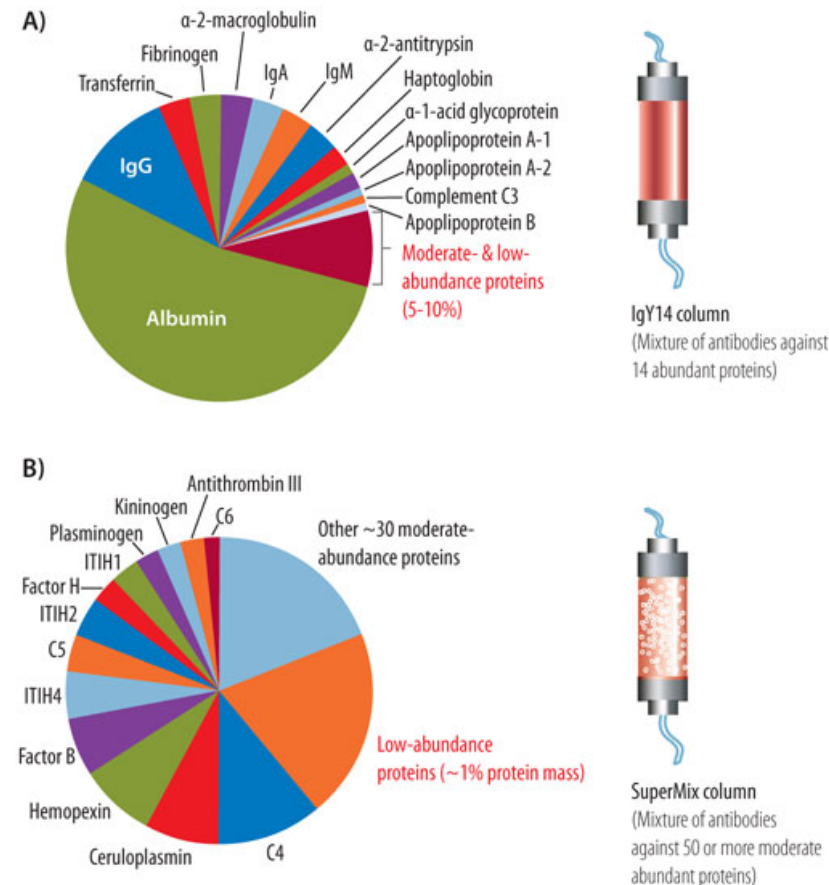 A)
α-2-macroglobulin
Fibrinogen
Transferrin
IgA
IgM
α-2-antitrypsin
Haptoglobin
α-1-acid glycoprotein
Apoplipoprotein A-1
Apoplipoprotein A-2
Complement C3
Apoplipoprotein B
IgG
Albumin
Moderate- & low-
abundance proteins
(5-10%)
IgY14 column
(Mixture of antibodies against
14 abundant proteins)
B)
Antithrombin III
Kininogen
C6
Plasminogen
ITIH1
Factor H
ITIH2
C5
ITIH4
Factor B
Hemopexin
Ceruloplasmin
C4
Other ~30 moderate-
abundance proteins
Low-abundance
proteins (~1% protein mass)
SuperMix column
(Mixture of antibodies
against 50 or more moderate
abundant proteins)